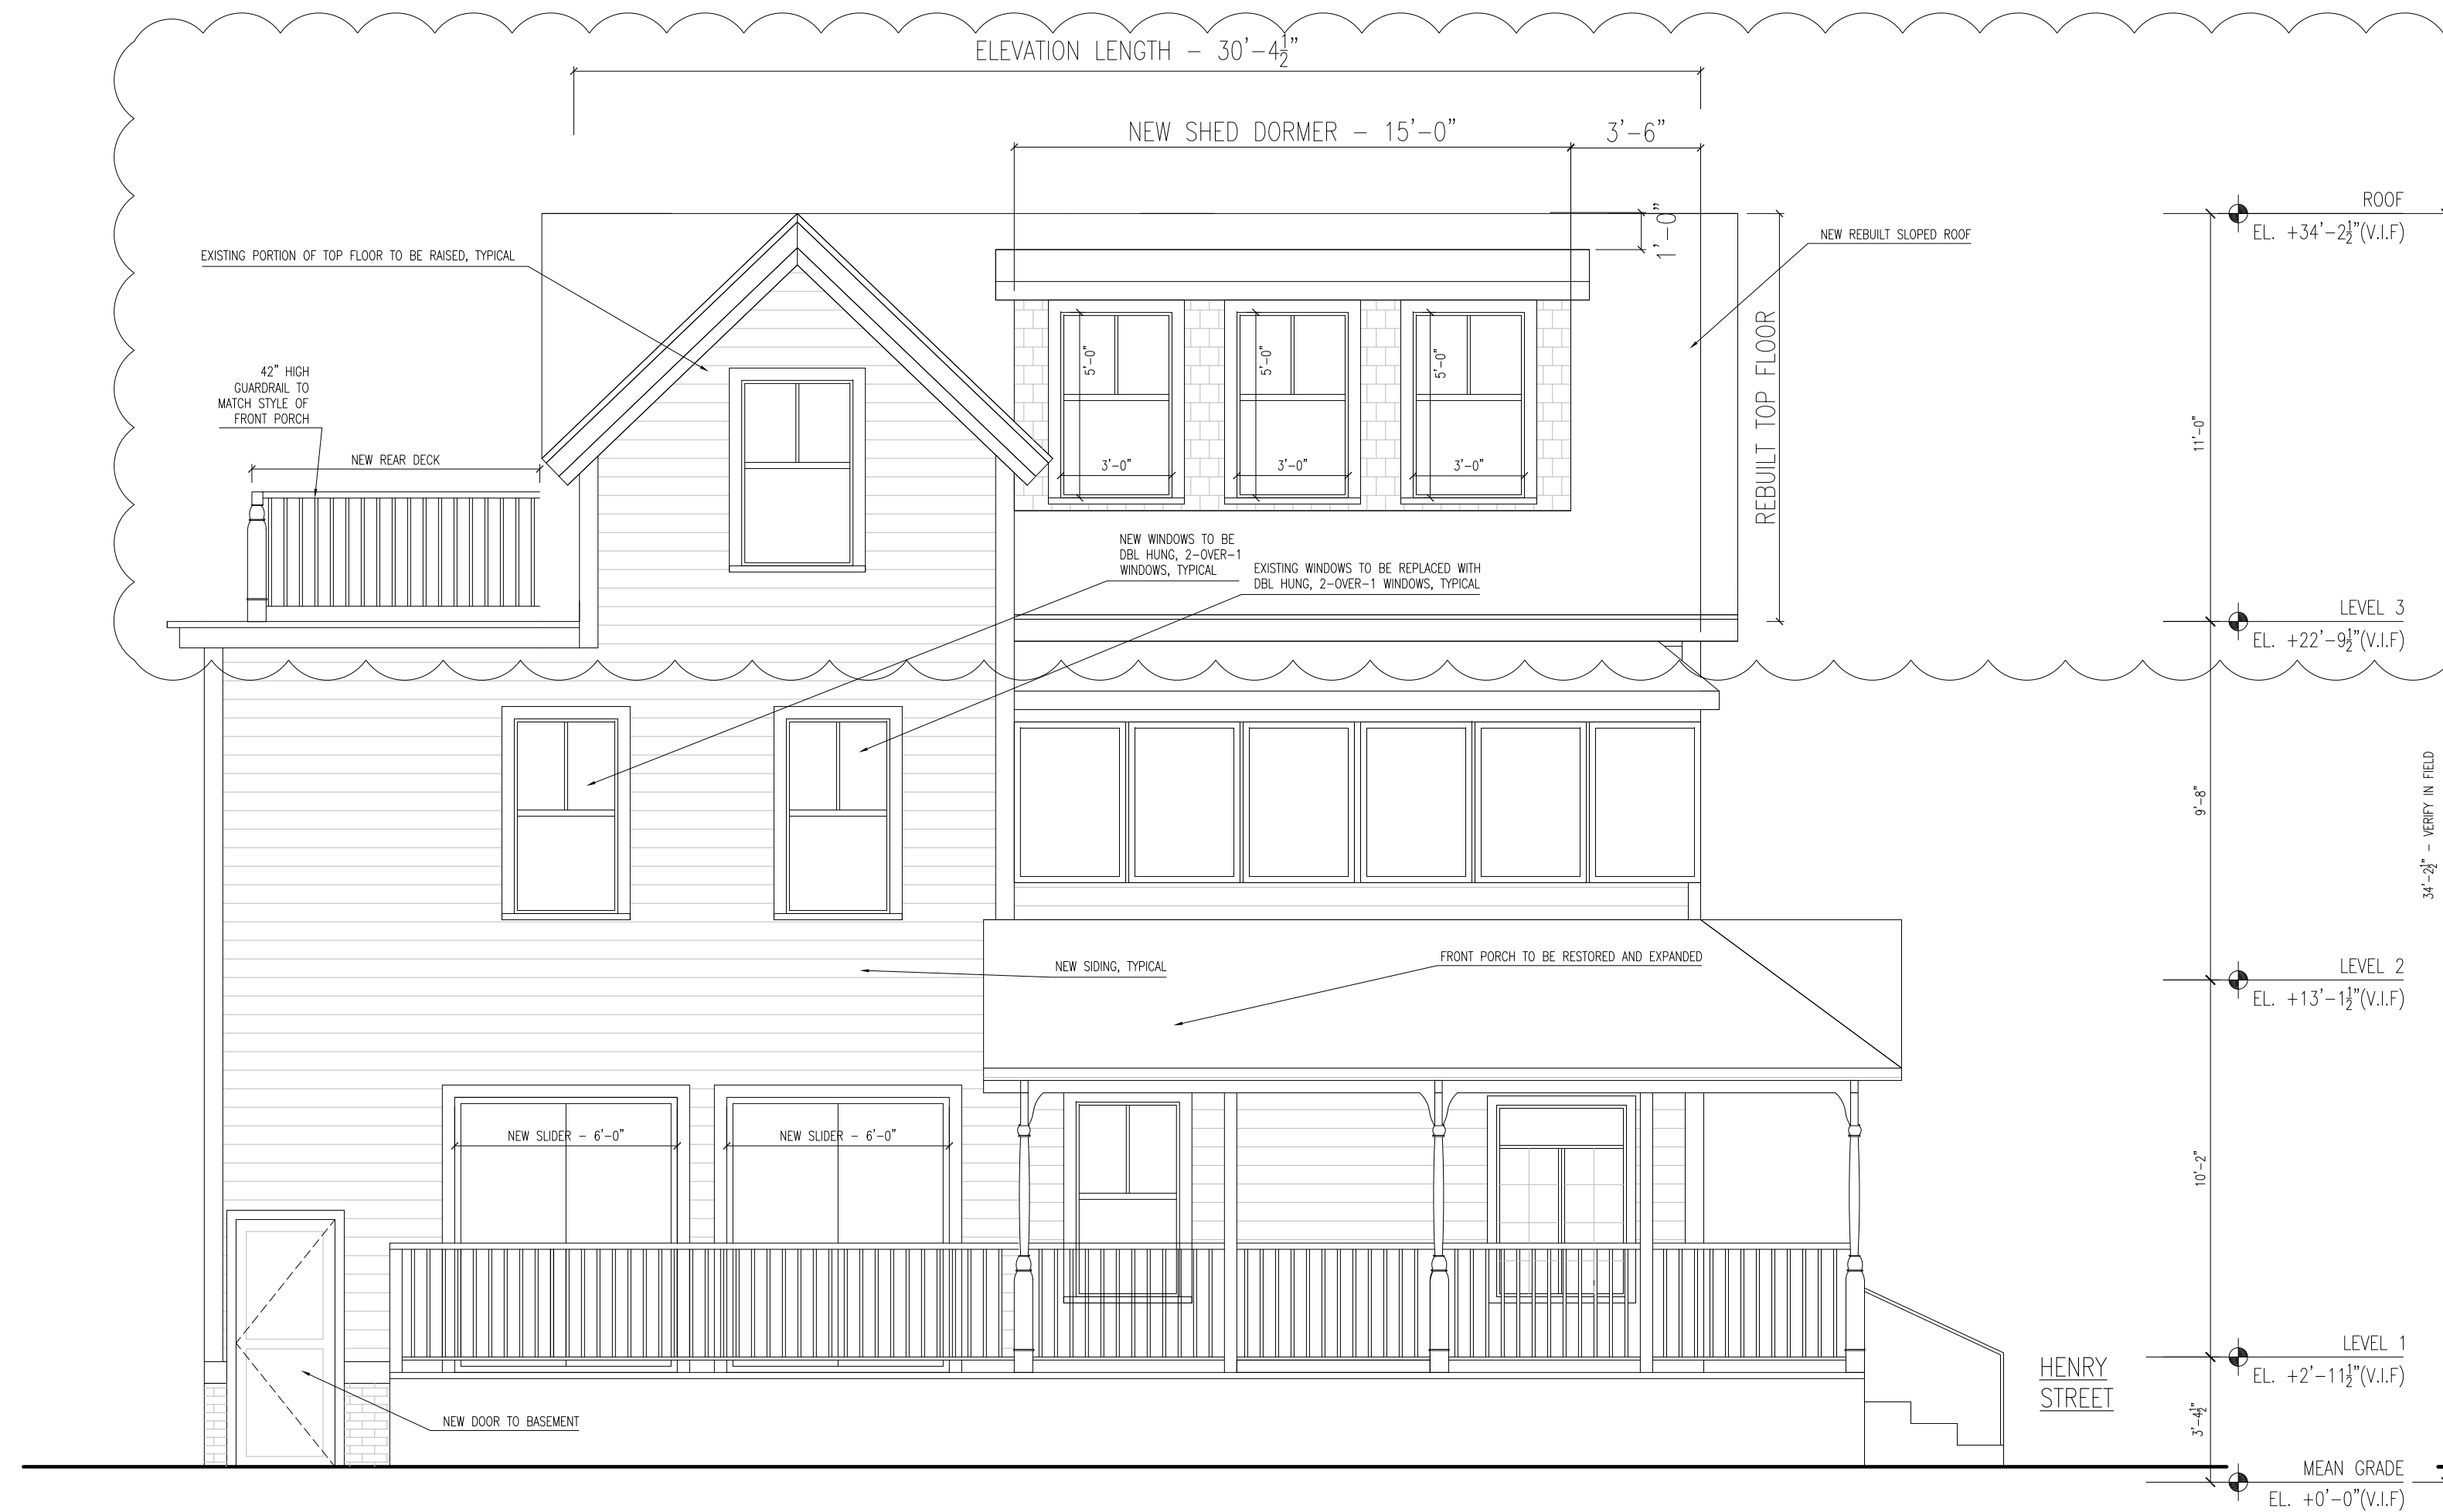 ELEVATION LENGTH - 30'-4½"
NEW SHED DORMER - 15'-0"
3'-6"
1'-0"
ROOF
EL. +34'-2½"(V.I.F)
NEW REBUILT SLOPED ROOF
EXISTING PORTION OF TOP FLOOR TO BE RAISED, TYPICAL
REBUILT TOP FLOOR
42" HIGH
GUARDRAIL TO
MATCH STYLE OF
FRONT PORCH
NEW REAR DECK
5'-0"
5'-0"
5'-0"
3'-0"
3'-0"
3'-0"
11'-0"
NEW WINDOWS TO BE
DBL HUNG, 2-OVER-1
WINDOWS, TYPICAL
EXISTING WINDOWS TO BE REPLACED WITH
DBL HUNG, 2-OVER-1 WINDOWS, TYPICAL
LEVEL 3
EL. +22'-9½"(V.I.F)
9'-8"
34'-2½" - VERIFY IN FIELD
NEW SIDING, TYPICAL
FRONT PORCH TO BE RESTORED AND EXPANDED
LEVEL 2
EL. +13'-1½"(V.I.F)
NEW SLIDER - 6'-0"
NEW SLIDER - 6'-0"
10'-2"
LEVEL 1
EL. +2'-11½"(V.I.F)
HENRY
STREET
3'-4½"
NEW DOOR TO BASEMENT
MEAN GRADE
EL. +0'-0"(V.I.F)